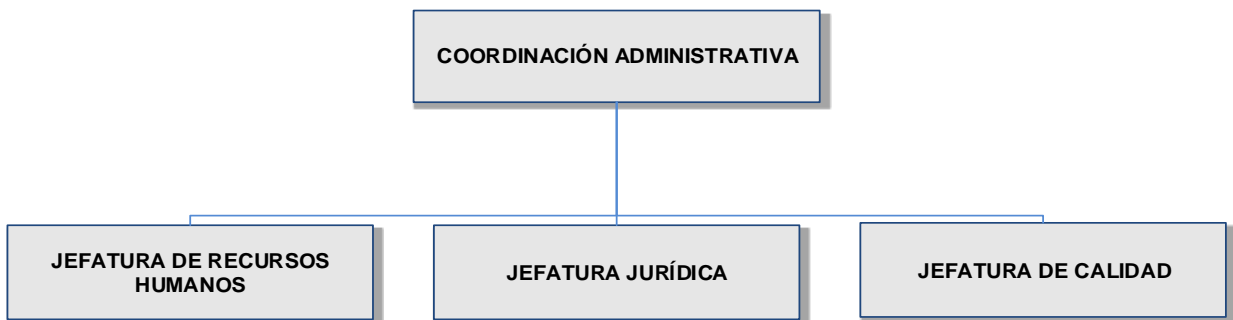 COORDINACIÓN ADMINISTRATIVA
JEFATURA DE RECURSOS
HUMANOS
JEFATURA JURÍDICA
JEFATURA DE CALIDAD